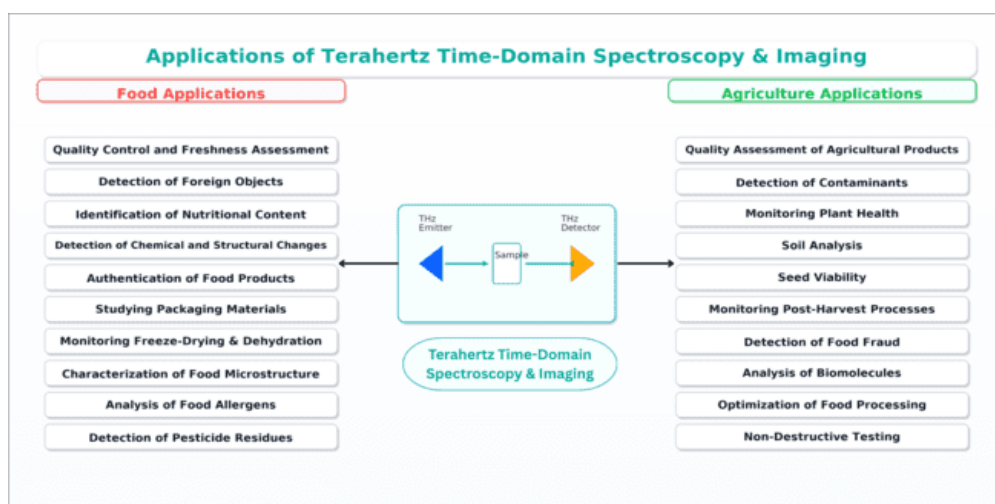 Applications of Terahertz Time-Domain Spectroscopy & Imaging
Food Applications
Quality Control and Freshness Assessment
Detection of Foreign Objects
Identification of Nutritional Content
Detection of Chemical and Structural Changes
Authentication of Food Products
Studying Packaging Materials
Monitoring Freeze-Drying & Dehydration
Characterization of Food Microstructure
Analysis of Food Allergens
Detection of Pesticide Residues
THz
Emitter
Sample
THz
Detector
Terahertz Time-Domain
Spectroscopy & Imaging
Agriculture Applications
Quality Assessment of Agricultural Products
Detection of Contaminants
Monitoring Plant Health
Soil Analysis
Seed Viability
Monitoring Post-Harvest Processes
Detection of Food Fraud
Analysis of Biomolecules
Optimization of Food Processing
Non-Destructive Testing